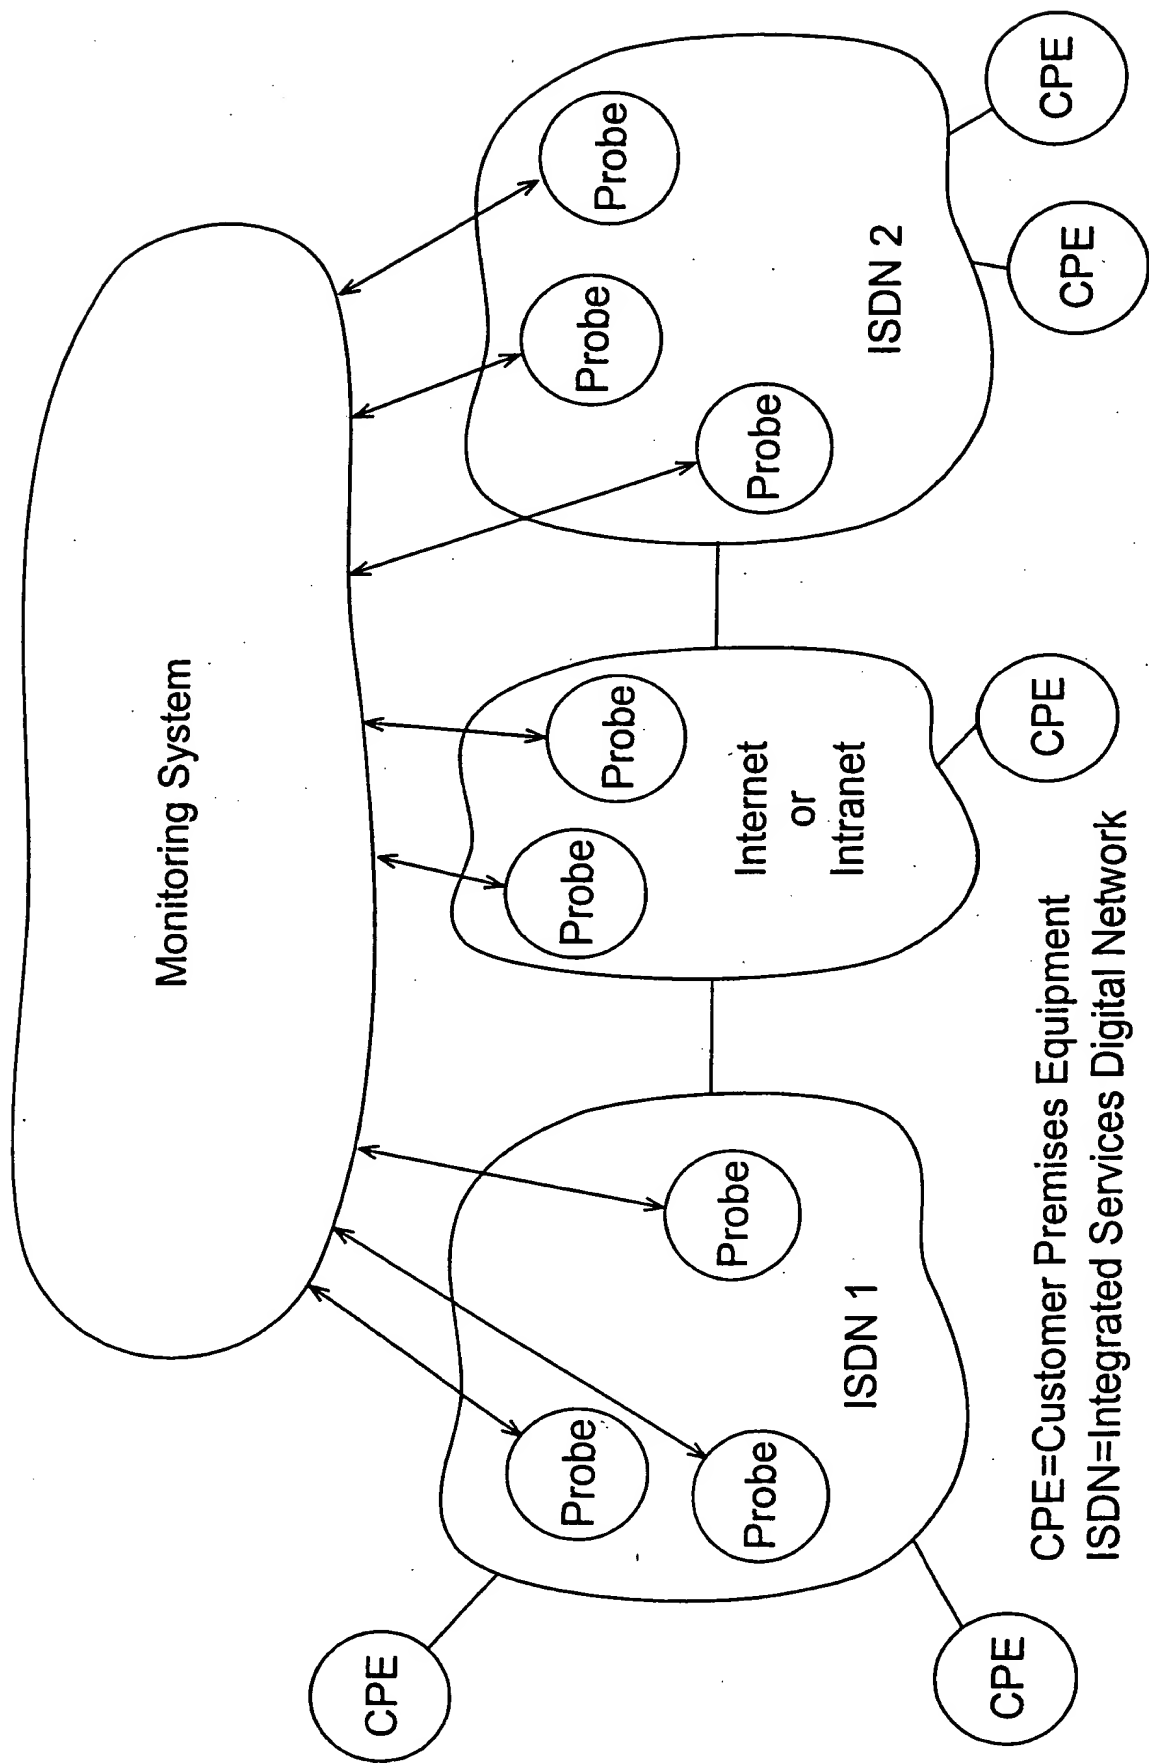 Monitoring System
Probe
Probe
Probe
ISDN 1
Probe
Probe
Internet
or
Intranet
Probe
Probe
Probe
ISDN 2
CPE
CPE
CPE
CPE
CPE
CPE=Customer Premises Equipment
ISDN=Integrated Services Digital Network